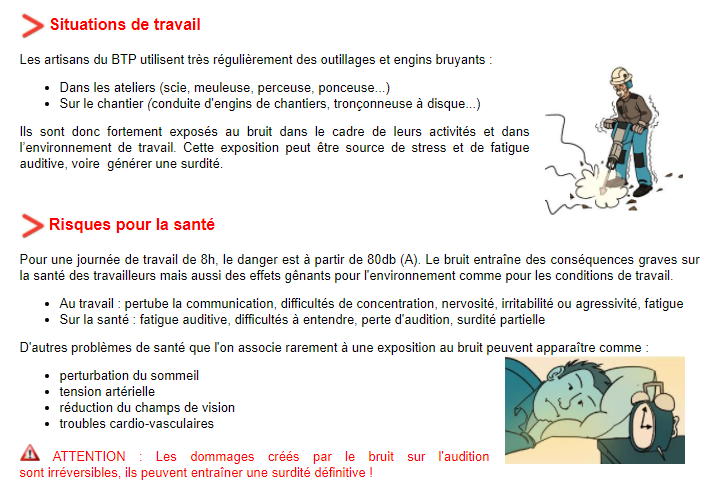 Situations de travail
Les artisans du BTP utilisent très régulièrement des outillages et engins bruyants :
• Dans les ateliers (scie, meuleuse, perceuse, ponceuse...)
• Sur le chantier (conduite d'engins de chantiers, tronçonneuse à disque...)
Ils sont donc fortement exposés au bruit dans le cadre de leurs activités et dans
l'environnement de travail. Cette exposition peut être source de stress et de fatigue
auditive, voire générer une surdité.
Risques pour la santé
Pour une journée de travail de 8h, le danger est à partir de 80db (A). Le bruit entraîne des conséquences graves sur
la santé des travailleurs mais aussi des effets gênants pour l'environnement comme pour les conditions de travail.
• Au travail : pertube la communication, difficultés de concentration, nervosité, irritabilité ou agressivité, fatigue
• Sur la santé : fatigue auditive, difficultés à entendre, perte d'audition, surdité partielle
D'autres problèmes de santé que l'on associe rarement à une exposition au bruit peuvent apparaître comme :
• perturbation du sommeil
• tension artérielle
• réduction du champs de vision
• troubles cardio-vasculaires
ATTENTION : Les dommages créés par le bruit sur l'audition
sont irréversibles, ils peuvent entraîner une surdité définitive !